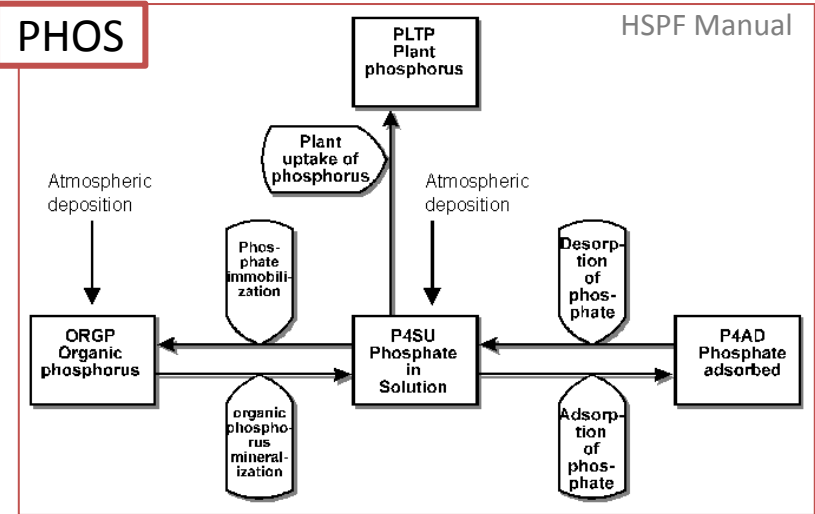 PHOS
HSPF Manual
PLTP
Plant
phosphorus
Plant
uptake of
phosphorus
Atmospheric
deposition
Atmospheric
deposition
Phos-
phate
immobili-
zation
Desorp-
tion
of
phos-
phate
ORGP
Organic
phosphorus
P4SU
Phosphate
in
Solution
P4AD
Phosphate
adsorbed
organic
phospho-
rus
mineral-
ization
Adsorp-
tion
of
phos-
phate